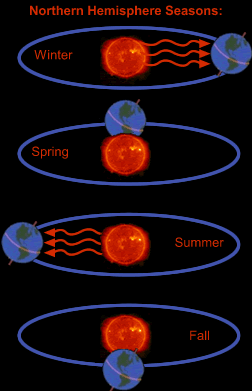 Northern Hemisphere Seasons:
Winter
Spring
Summer
Fall